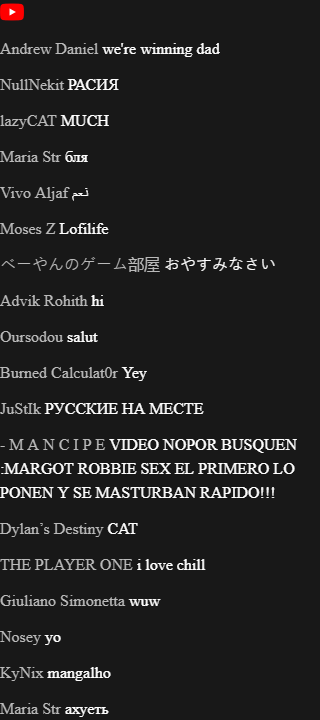 Andrew Daniel we're winning dad
NullNekit РАСИЯ
lazyCAT MUCH
Maria Str бля
Vivo Aljaf نعم
Moses Z Lofilife
べーやんのゲーム部屋 おやすみなさい
Advik Rohith hi
Oursodou salut
Burned Calculat0r Yey
JuStIk РУССКИЕ НА МЕСТЕ
- M A N C I P E VIDEO NOPOR BUSQUEN
:MARGOT ROBBIE SEX EL PRIMERO LO
PONEN Y SE MASTURBAN RAPIDO!!!
Dylan’s Destiny CAT
THE PLAYER ONE i love chill
Giuliano Simonetta wuw
Nosey yo
KyNix mangalho
Maria Str ахуеть